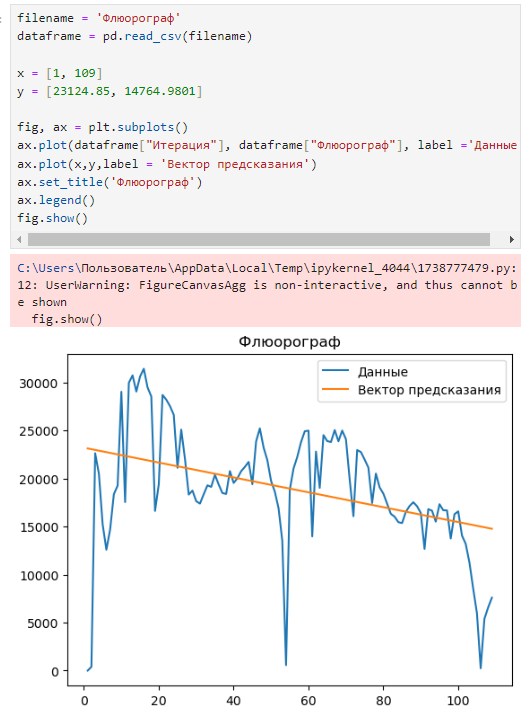 filename = 'Флюорограф'
dataframe = pd.read_csv(filename)
x = [1, 109]
y = [23124.85, 14764.9801]
fig, ax = plt.subplots()
ax.plot(dataframe["Итерация"], dataframe["Флюорограф"], label ='Данные
ax.plot(x,y,label = 'Вектор предсказания')
ax.set_title('Флюорограф')
ax.legend()
fig.show()
C:\Users\Пользователь\AppData\Local\Temp\ipykernel_4044\1738777479.py:
12: UserWarning: FigureCanvasAgg is non-interactive, and thus cannot b
e shown
fig.show()
Флюорограф
Данные
Вектор предсказания
30000
25000
20000
15000
10000
5000
0
0 20 40 60 80 100